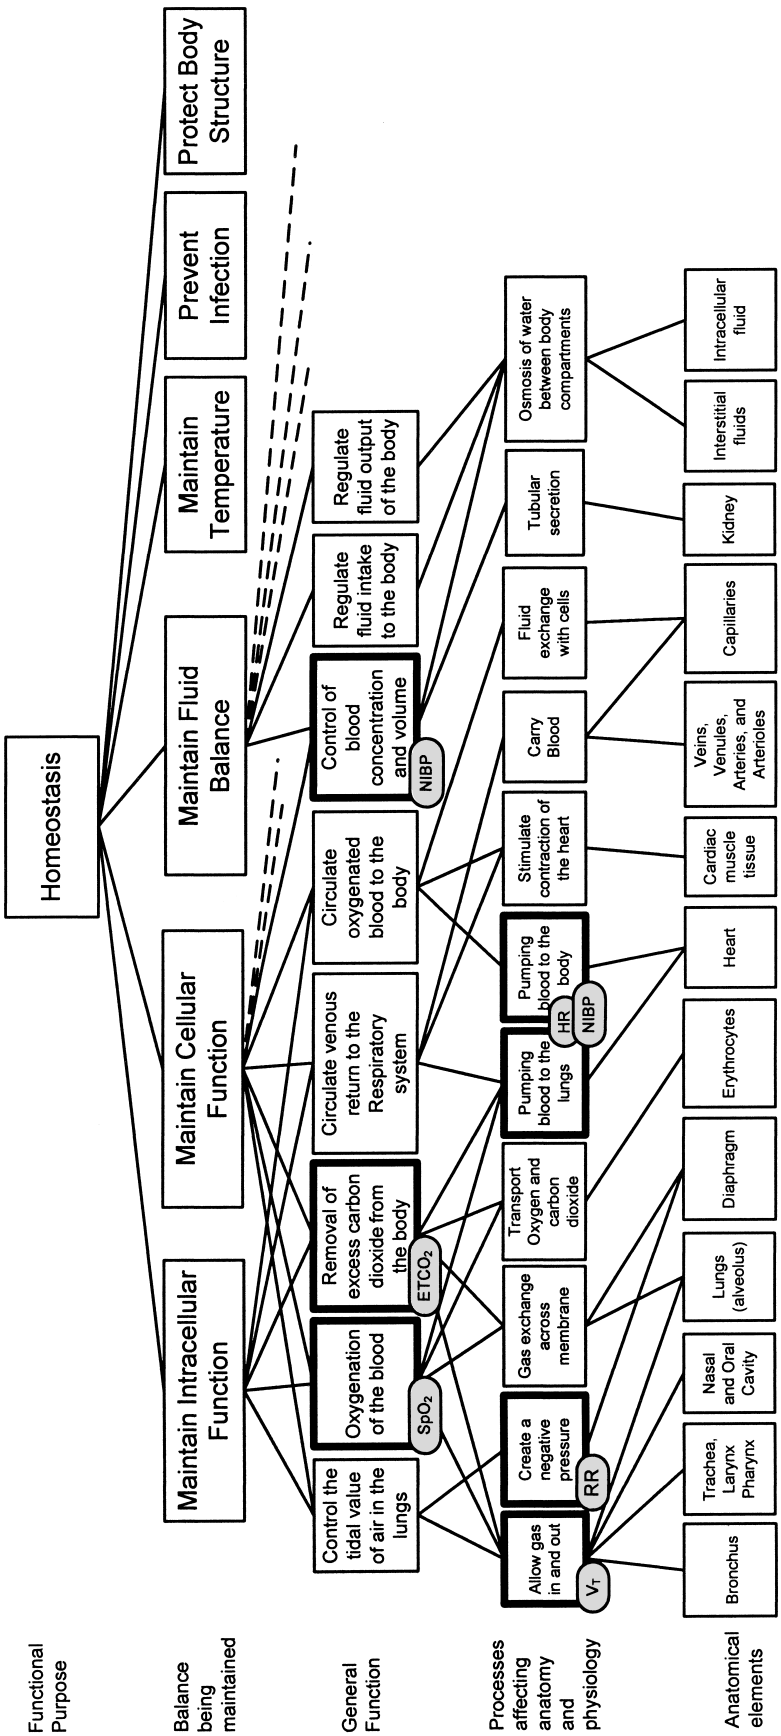 Functional
Purpose
Homeostasis
Balance
being
maintained
Maintain Intracellular
Function
Maintain Cellular
Function
Maintain Fluid
Balance
Maintain
Temperature
Prevent
Infection
Protect Body
Structure
General
Function
Control the
tidal value
of air in the
lungs
Oxygenation
of the blood
SpO₂
Removal of
excess carbon
dioxide from
the body
ETCO₂
Circulate venous
return to the
Respiratory
system
Circulate
oxygenated
blood to the
body
Control of
blood
concentration
and volume
NIBP
Regulate
fluid intake
to the body
Regulate
fluid output
of the body
Processes
affecting
anatomy
and
physiology
Allow gas
in and out
V_T
Create a
negative
pressure
RR
Gas exchange
across
membrane
Transport
Oxygen and
carbon
dioxide
Pumping
blood to the
lungs
HR
NIBP
Pumping
blood to the
body
Stimulate
contraction of
the heart
Carry
Blood
Fluid
exchange
with cells
Tubular
secretion
Osmosis of water
between body
compartments
Anatomical
elements
Bronchus
Trachea,
Larynx
Pharynx
Nasal
and Oral
Cavity
Lungs
(alveolus)
Diaphragm
Erythrocytes
Heart
Cardiac
muscle
tissue
Veins,
Venules,
Arteries, and
Arterioles
Capillaries
Kidney
Interstitial
fluids
Intracellular
fluid